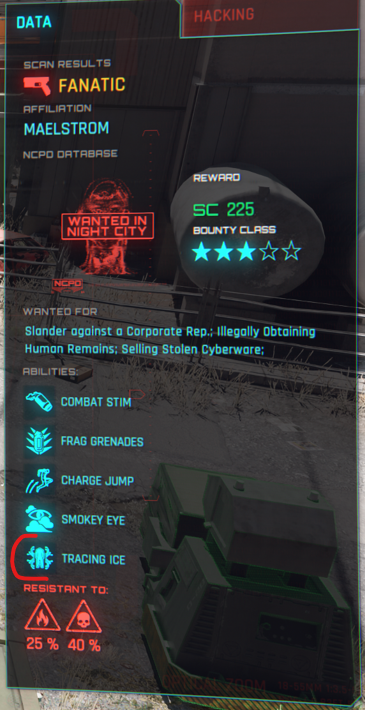 DATA
HACKING
SCAN RESULTS
FANATIC
AFFILIATION
MAELSTROM
NCPD DATABASE
REWARD
WANTED IN
NIGHT CITY
SC 225
BOUNTY CLASS
NCPD
WANTED FOR
Slander against a Corporate Rep.; Illegally Obtaining
Human Remains; Selling Stolen Cyberware;
ABILITIES:
COMBAT STIM
FRAG GRENADES
CHARGE JUMP
SMOKEY EYE
TRACING ICE
RESISTANT TO:
25 % 40 %
ZOOM